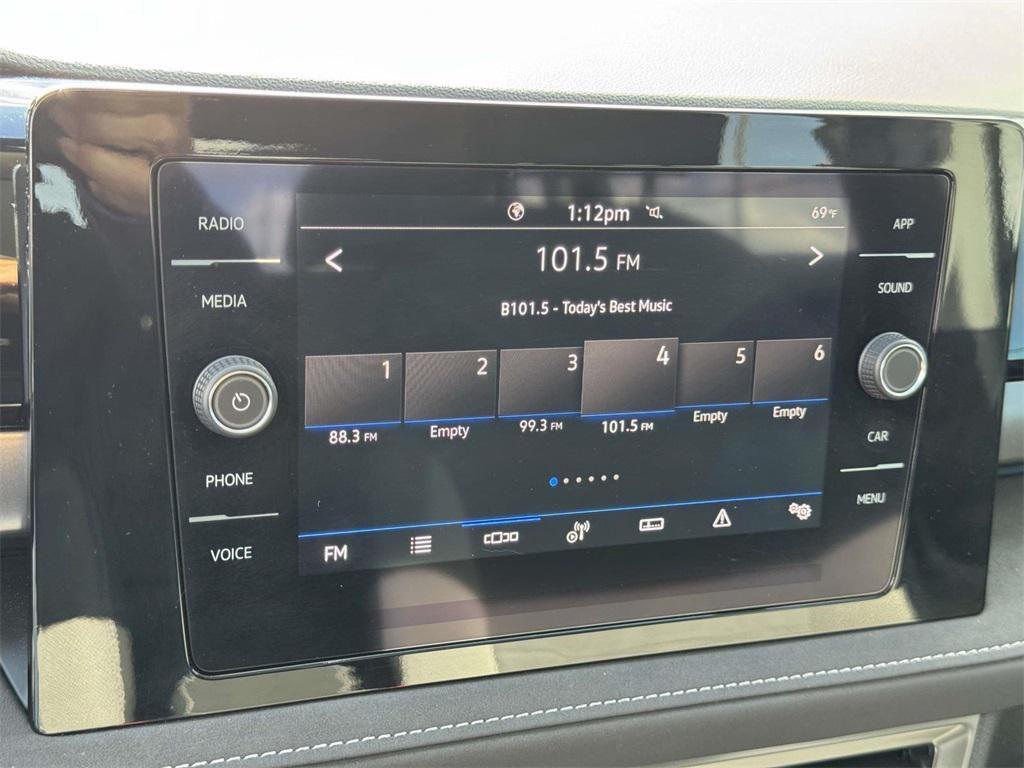 RADIO
MEDIA
PHONE
VOICE
1:12pm 69°F
101.5 FM
B101.5 - Today's Best Music
1 2 3 4 5 6
88.3 FM Empty 99.3 FM 101.5 FM Empty Empty
FM
APP
SOUND
CAR
MENU